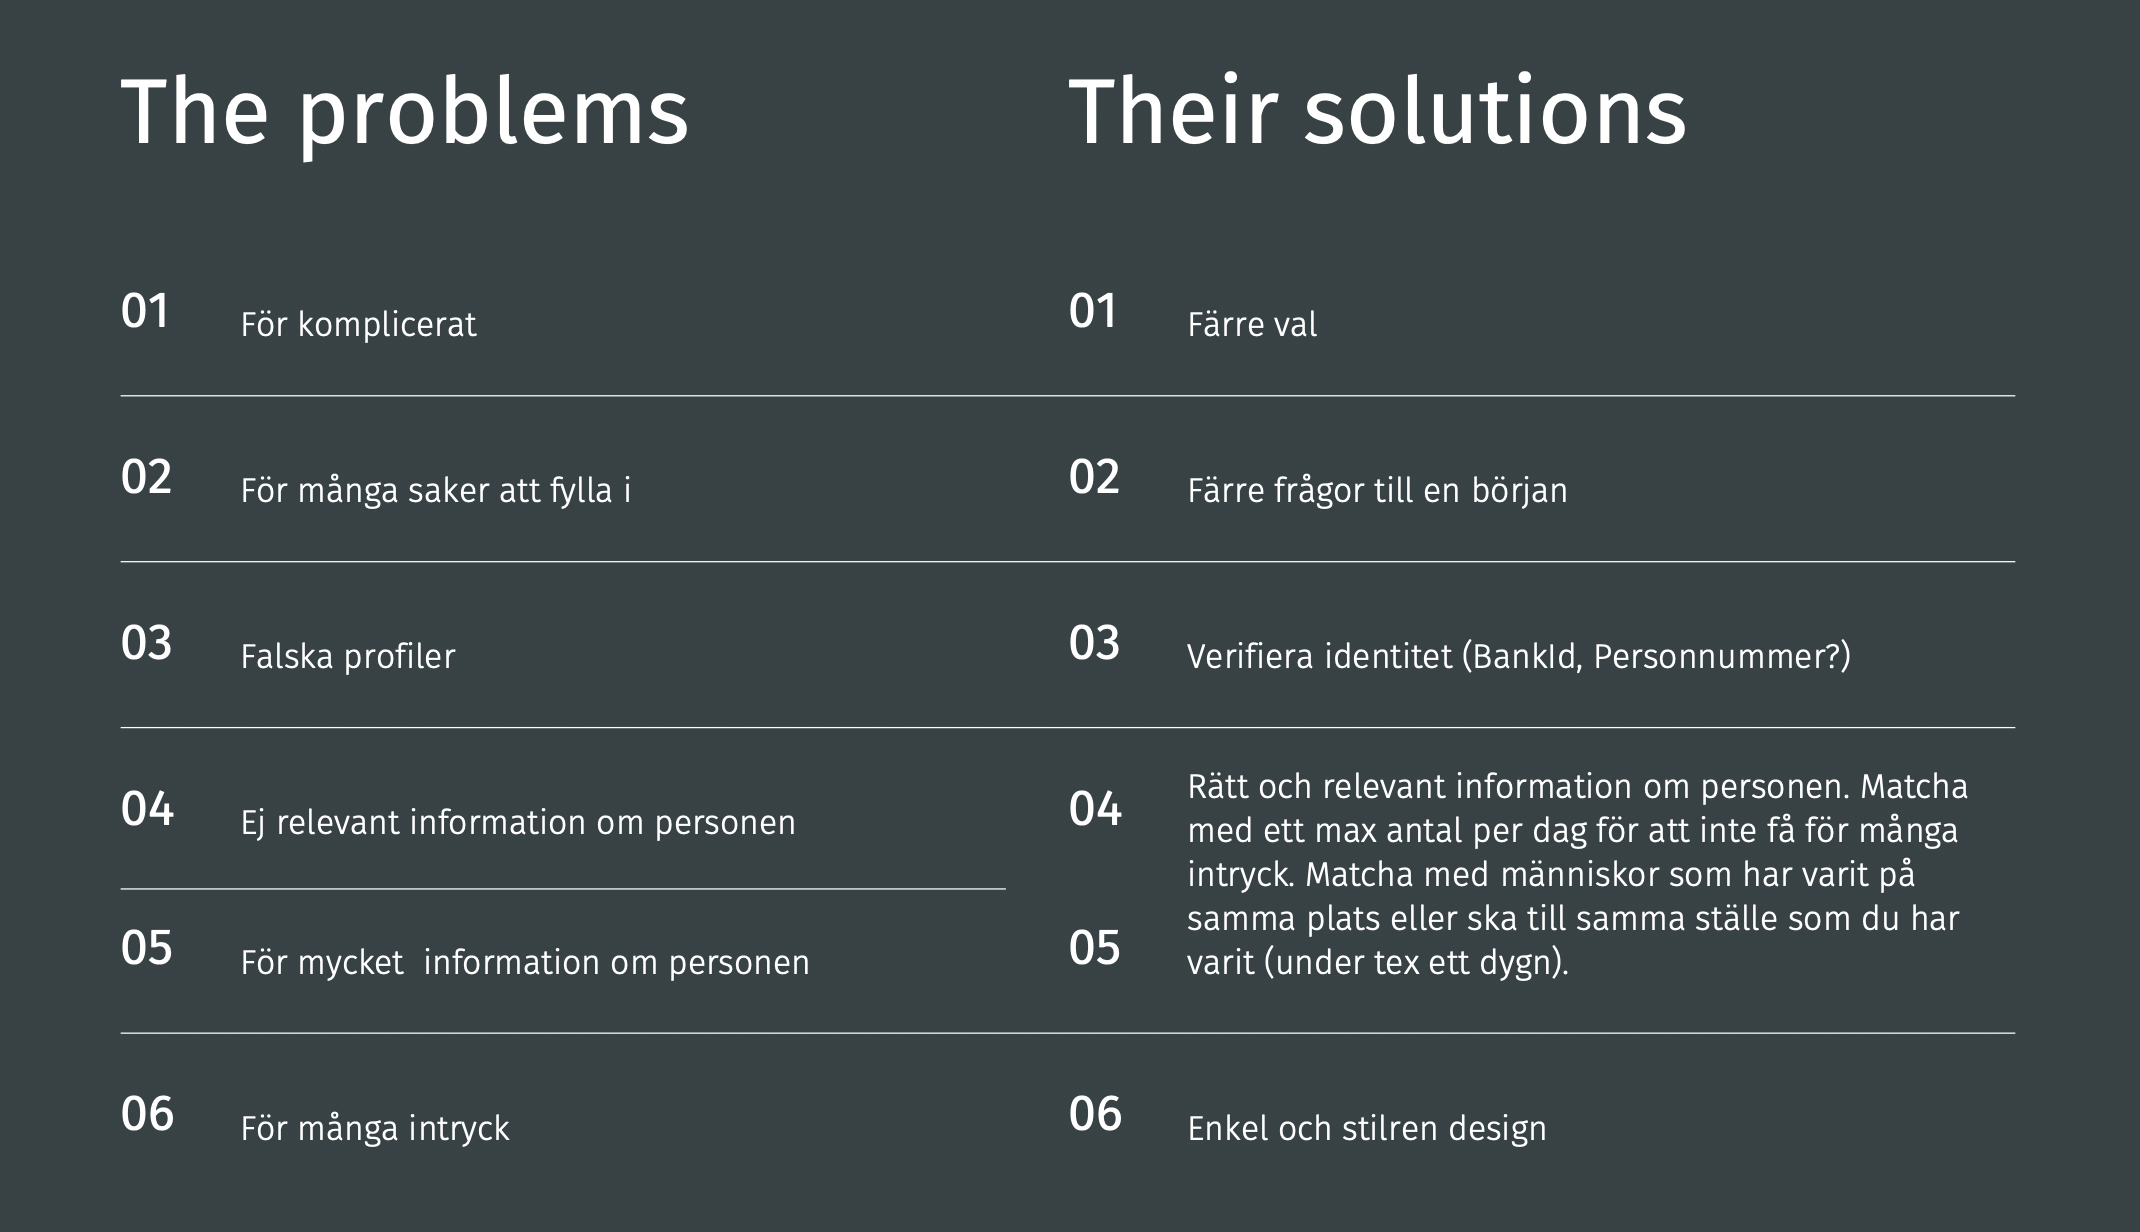 The problems
Their solutions
01 För komplicerat
01 Färre val
02 För många saker att fylla i
02 Färre frågor till en början
03 Falska profiler
03 Verifiera identitet (BankId, Personnummer?)
04 Ej relevant information om personen
05 För mycket  information om personen
04
05
Rätt och relevant information om personen. Matcha
med ett max antal per dag för att inte få för många
intryck. Matcha med människor som har varit på
samma plats eller ska till samma ställe som du har
varit (under tex ett dygn).
06 För många intryck
06 Enkel och stilren design